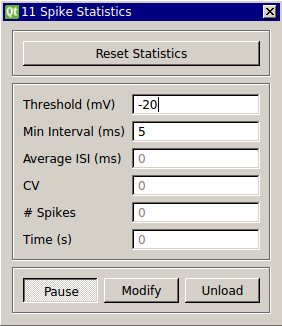 Qt 11 Spike Statistics
Reset Statistics
Threshold (mV) -20
Min Interval (ms) 5
Average ISI (ms) 0
CV 0
# Spikes 0
Time (s) 0
Pause Modify Unload